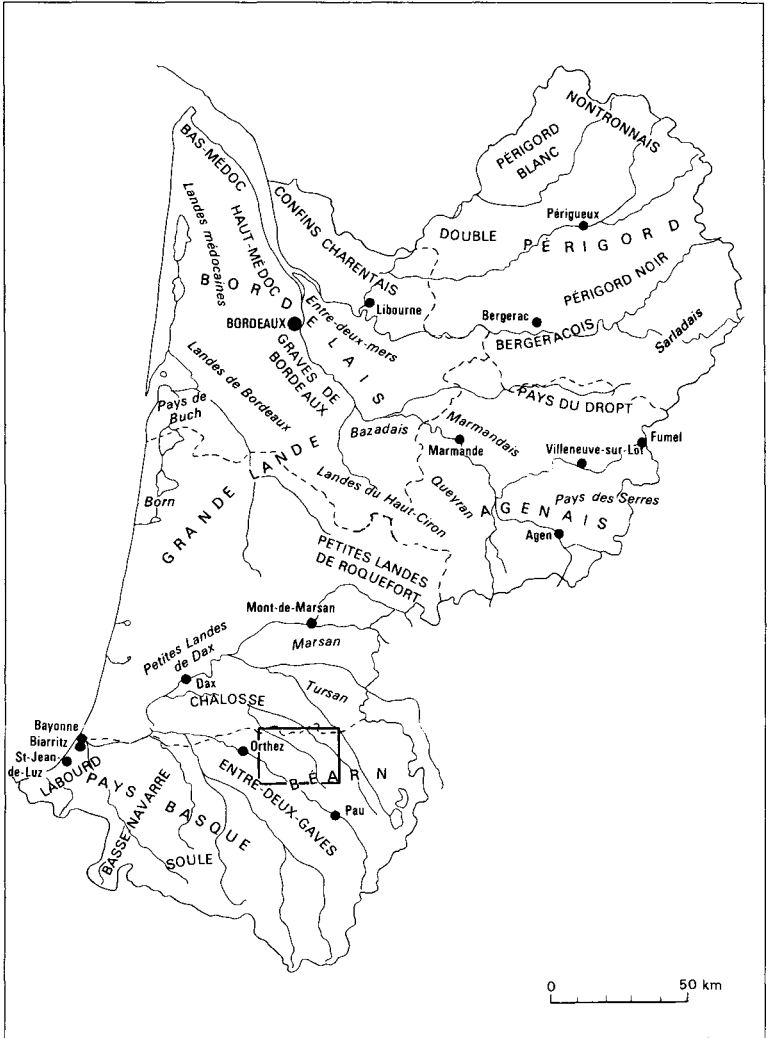 NONTRONNAIS
PÉRIGORD
BLANC
BAS-MÉDOC
Landes médocaines
HAUT-MÉDOC
CONFINS CHARENTAIS
Périgueux
DOUBLE
PÉRIGORD
BORDELAIS
PÉRIGORD NOIR
Libourne
Entre-deux-mers
Bergerac
BORDEAUX
BERGERACOIS
Sarladais
GRAVES DE
BORDEAUX
Landes de Bordeaux
PAYS DU DROPT
Pays de
Buch
Bazadais
Marmandais
Marmande
Fumel
Villeneuve-sur-Lot
GRANDE LANDE
Born
Landes du Haut-Ciron
Queyran
Pays des Serres
AGENAIS
Agen
PETITES LANDES
DE ROQUEFORT
Mont-de-Marsan
Marsan
Petites Landes
de Dax
Dax
Tursan
CHALOSSE
Bayonne
Biarritz
St-Jean-
de-Luz
Orthez
LABOURD
PAYS BASQUE
BÉARN
ENTRE-DEUX-GAVES
Pau
BASSE NAVARRE
SOULE
0 50 km